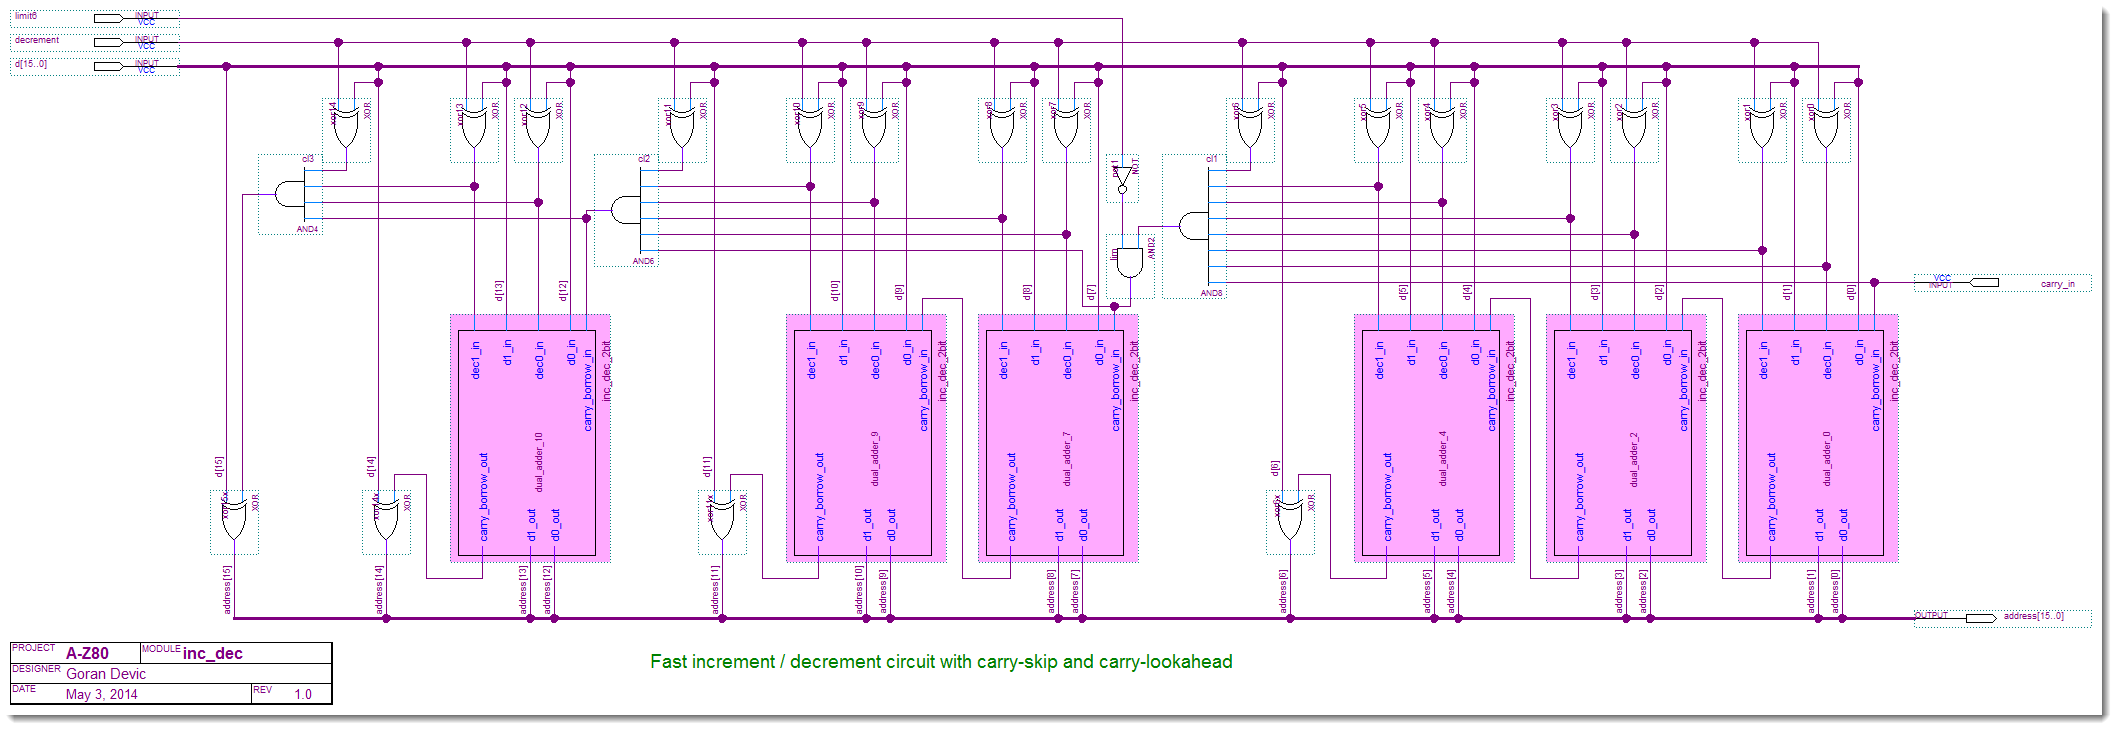 limit6 INPUT VCC
decrement INPUT VCC
d[15..0] INPUT VCC
xor14 XOR xor13 XOR xor12 XOR xor11 XOR xor10 XOR xor9 XOR xor8 XOR xor7 XOR xor6 XOR xor5 XOR xor4 XOR xor3 XOR xor2 XOR xor1 XOR xor0 XOR
cl3 cl2 not1 NOT cl1
AND4 AND6 lim AND2 AND8
VCC INPUT carry_in
d[13] d[12] d[10] d[9] d[8] d[7] d[5] d[4] d[3] d[2] d[1] d[0]
dec1_in d1_in dec0_in d0_in carry_borrow_in inc_dec_2bit
dual_adder_10
carry_borrow_out d1_out d0_out
dec1_in d1_in dec0_in d0_in carry_borrow_in inc_dec_2bit
dual_adder_9
carry_borrow_out d1_out d0_out
dec1_in d1_in dec0_in d0_in carry_borrow_in inc_dec_2bit
dual_adder_7
carry_borrow_out d1_out d0_out
dec1_in d1_in dec0_in d0_in carry_borrow_in inc_dec_2bit
dual_adder_4
carry_borrow_out d1_out d0_out
dec1_in d1_in dec0_in d0_in carry_borrow_in inc_dec_2bit
dual_adder_2
carry_borrow_out d1_out d0_out
dec1_in d1_in dec0_in d0_in carry_borrow_in inc_dec_2bit
dual_adder_0
carry_borrow_out d1_out d0_out
d[15] d[14] d[11] d[6]
XOR XOR XOR XOR
address[15] address[14] address[13] address[12] address[11] address[10] address[9] address[8] address[7] address[6] address[5] address[4] address[3] address[2] address[1] address[0]
OUTPUT address[15..0]
PROJECT A-Z80 MODULE inc_dec
DESIGNER Goran Devic
DATE May 3, 2014 REV 1.0
Fast increment / decrement circuit with carry-skip and carry-lookahead